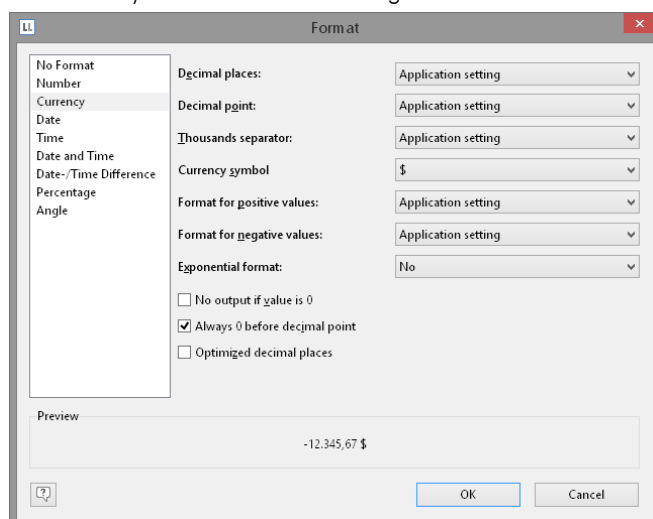 LL Format ×
No Format
Number
Currency
Date
Time
Date and Time
Date-/Time Difference
Percentage
Angle
Decimal places: Application setting
Decimal point: Application setting
Thousands separator: Application setting
Currency symbol $
Format for positive values: Application setting
Format for negative values: Application setting
Exponential format: No
No output if value is 0
Always 0 before decimal point
Optimized decimal places
Preview
-12.345,67 $
? OK Cancel